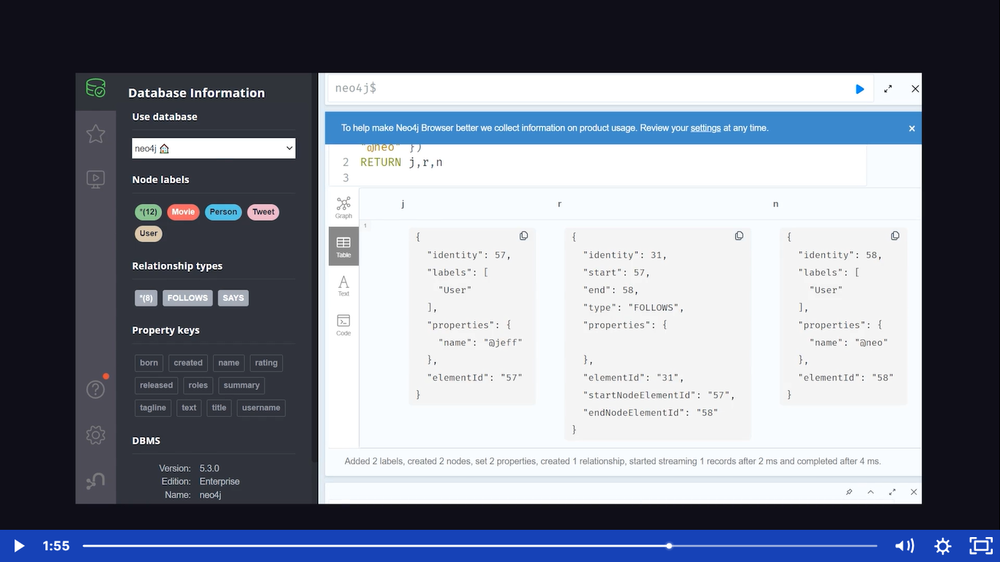 Database Information
Use database
neo4j
Node labels
*(12) Movie Person Tweet
User
Relationship types
*(8) FOLLOWS SAYS
Property keys
born created name rating
released roles summary
tagline text title username
DBMS
Version: 5.3.0
Edition: Enterprise
Name: neo4j
neo4j$
To help make Neo4j Browser better we collect information on product usage. Review your settings at any time.
"@neo" })
2 RETURN j,r,n
3
Graph
Table
Text
Code
j r n
1
{
"identity": 57,
"labels": [
"User"
],
"properties": {
"name": "@jeff"
},
"elementId": "57"
}
{
"identity": 31,
"start": 57,
"end": 58,
"type": "FOLLOWS",
"properties": {
},
"elementId": "31",
"startNodeElementId": "57",
"endNodeElementId": "58"
}
{
"identity": 58,
"labels": [
"User"
],
"properties": {
"name": "@neo"
},
"elementId": "58"
}
Added 2 labels, created 2 nodes, set 2 properties, created 1 relationship, started streaming 1 records after 2 ms and completed after 4 ms.
1:55